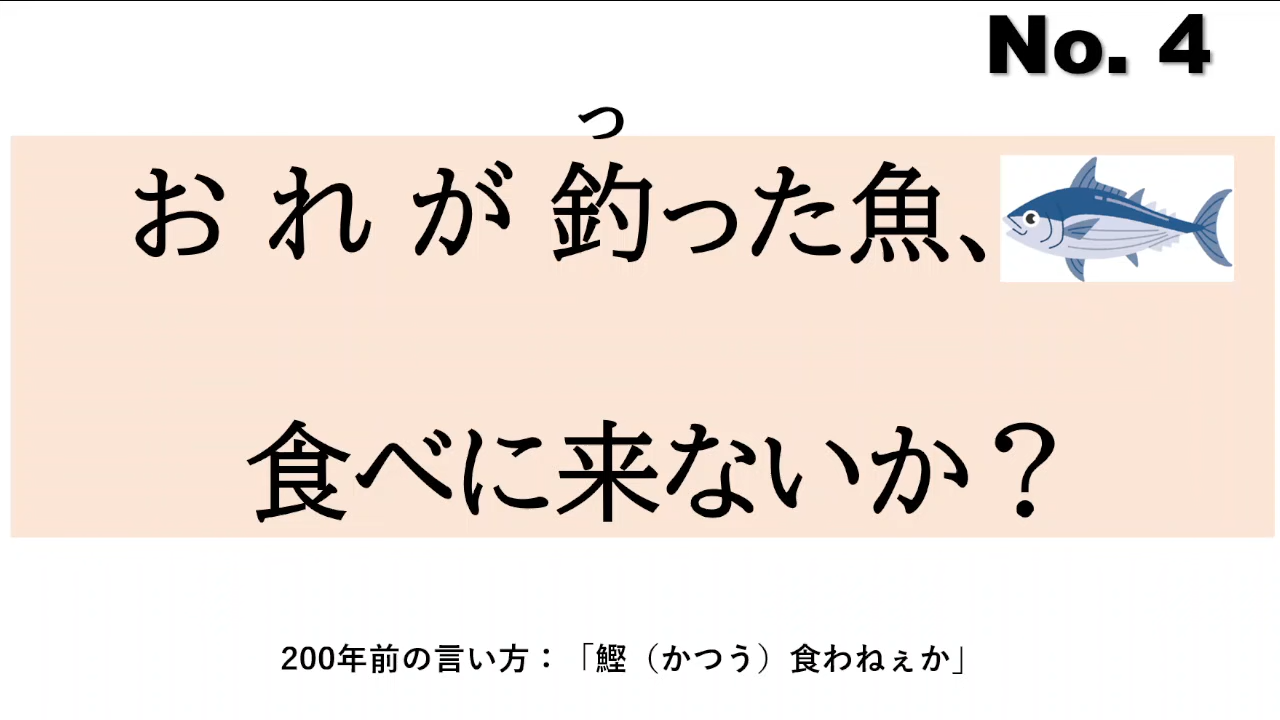 No. 4
っ
おれが釣った魚、
食べに来ないか？
200年前の言い方：「鰹（かつう）食わねぇか」